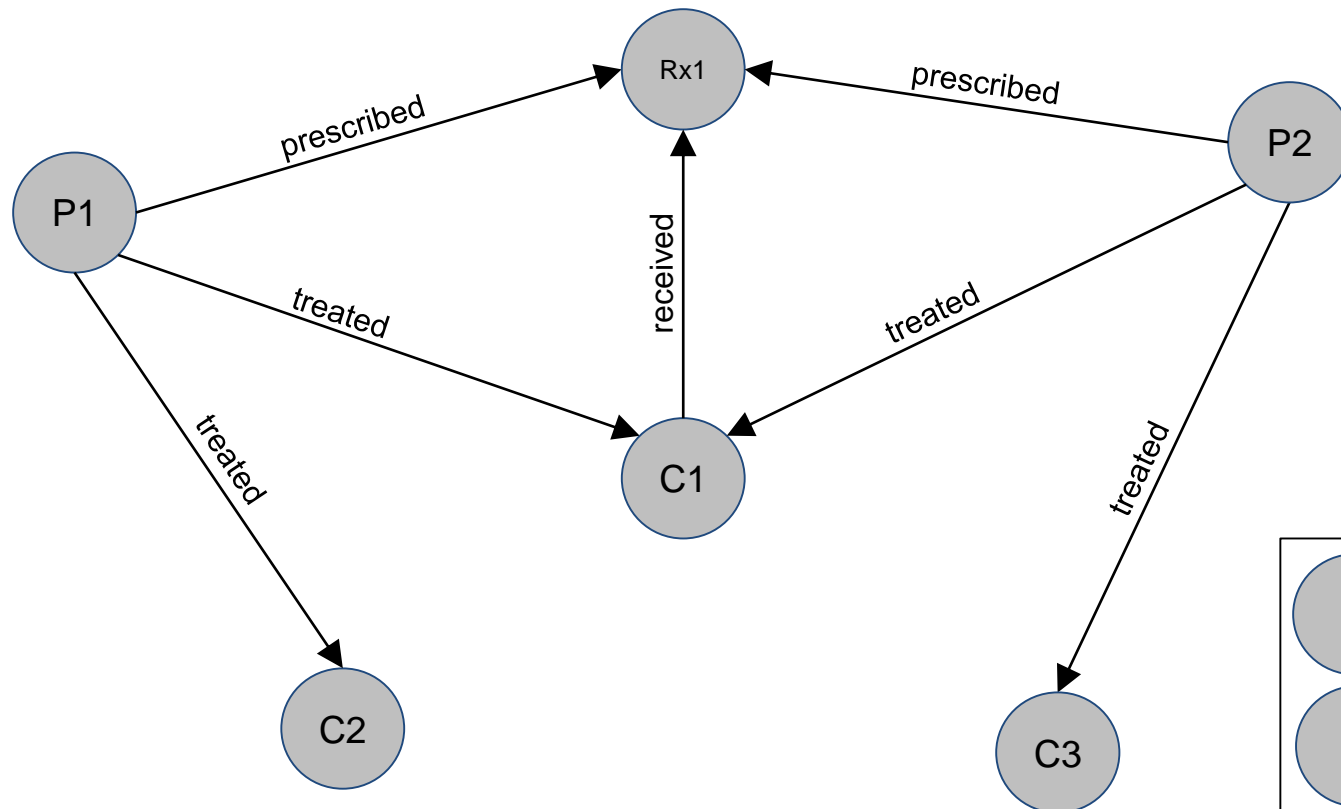 Rx1
prescribed
prescribed
P2
P1
received
treated
treated
treated
treated
C1
C2
C3